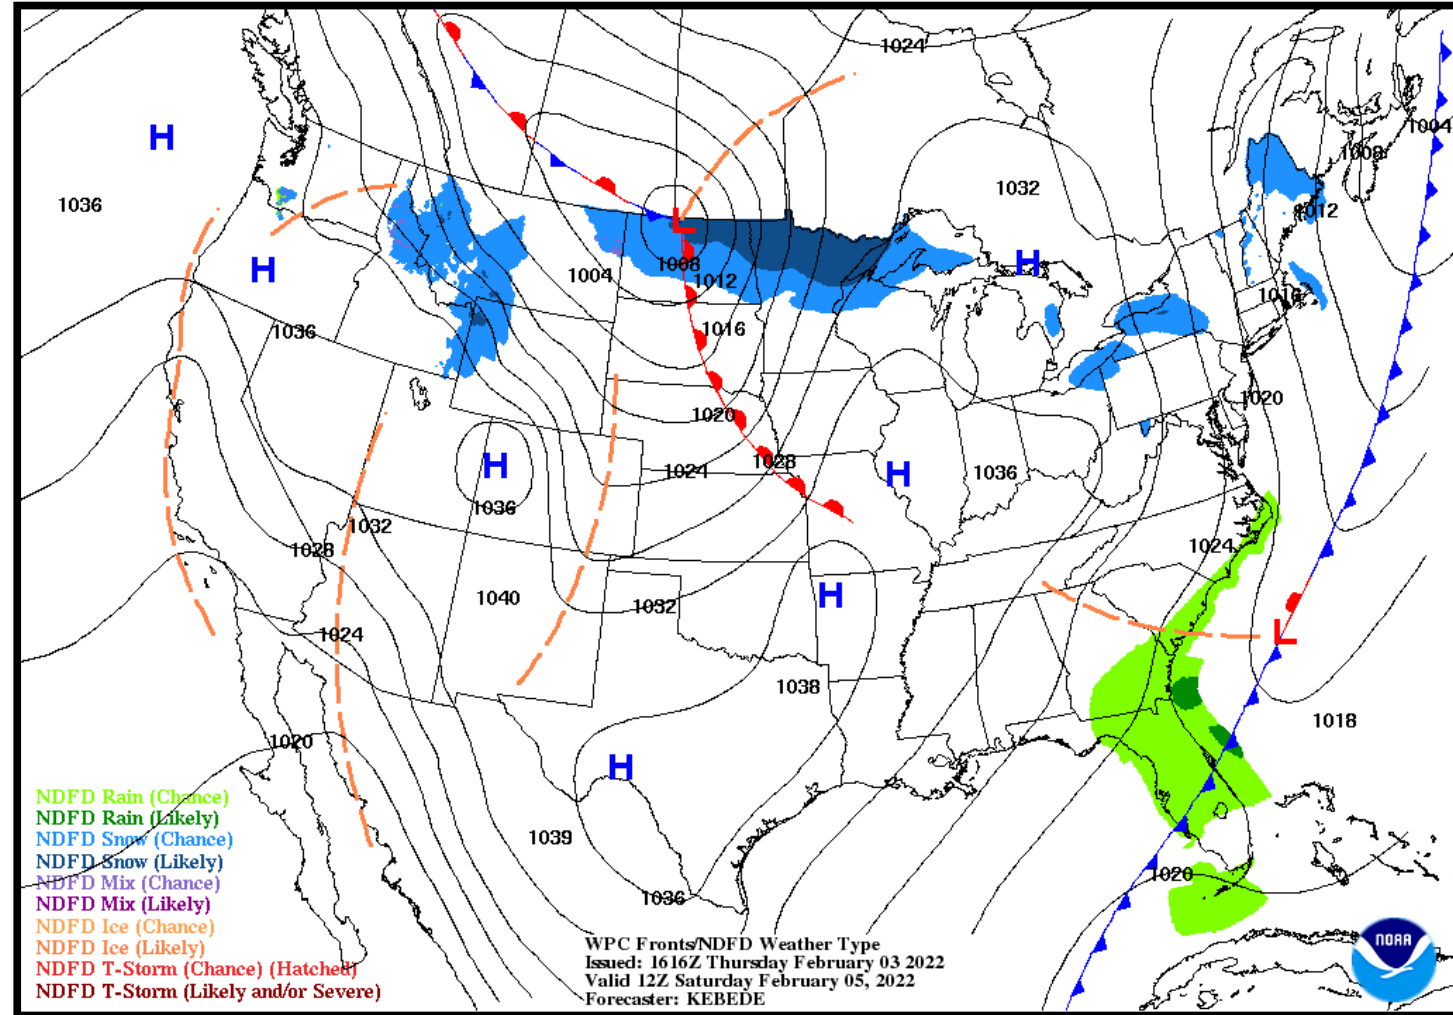 1024
1004
1008
H
1036
1032
L
1012
H
H
1008
1004
1012
1016
1016
1036
1020
1020
H
1028
1024
H
1036
1036
1032
1024
1028
H
1040
1032
1024
L
1038
1018
1020
H
1039
1020
1036
NDFD Rain (Chance)
NDFD Rain (Likely)
NDFD Snow (Chance)
NDFD Snow (Likely)
NDFD Mix (Chance)
NDFD Mix (Likely)
NDFD Ice (Chance)
NDFD Ice (Likely)
NDFD T-Storm (Chance) (Hatched)
NDFD T-Storm (Likely and/or Severe)
WPC Fronts/NDFD Weather Type
Issued: 1616Z Thursday February 03 2022
Valid 12Z Saturday February 05, 2022
Forecaster: KEBEDE
NOAA